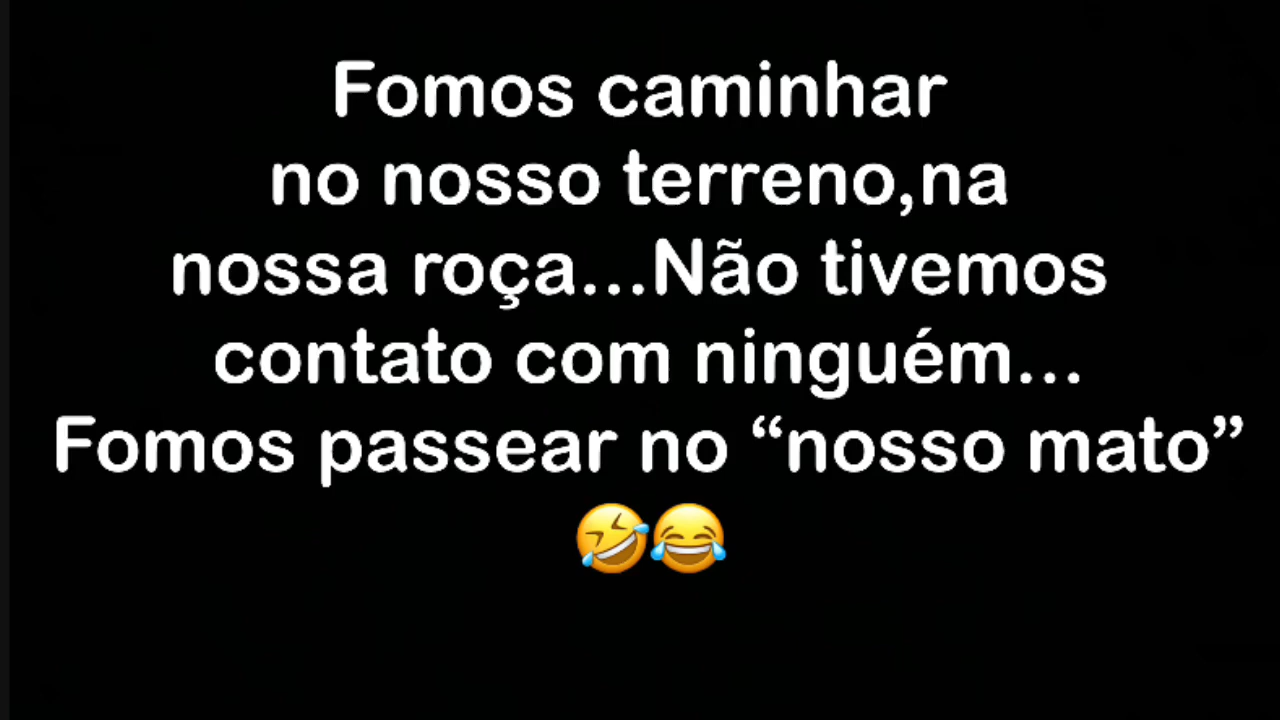 Fomos caminhar
no nosso terreno,na
nossa roça...Não tivemos
contato com ninguém...
Fomos passear no “nosso mato”
🤣😂